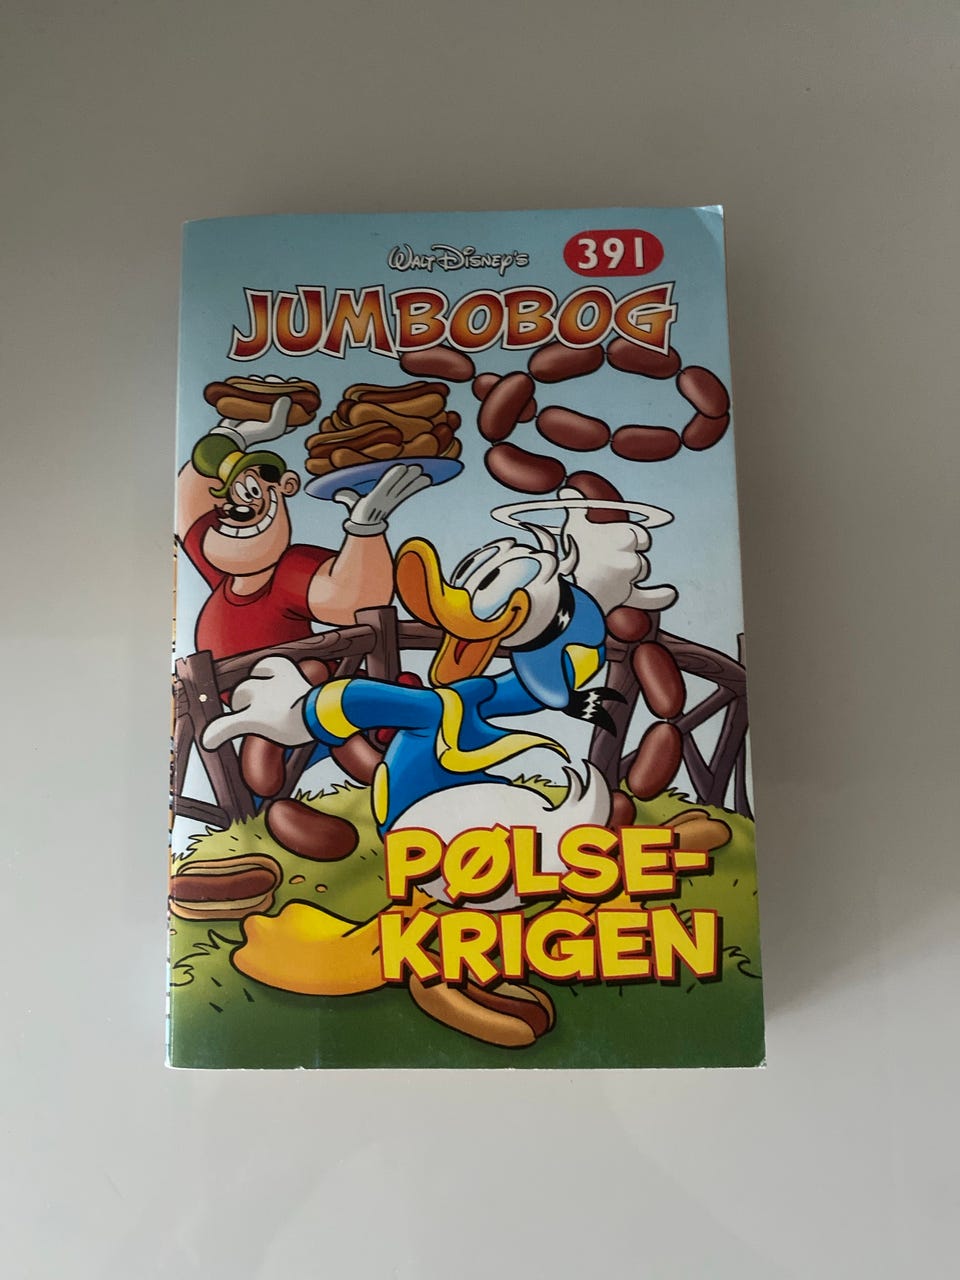 Walt Disney's
391
JUMBOBOG
PØLSE-
KRIGEN